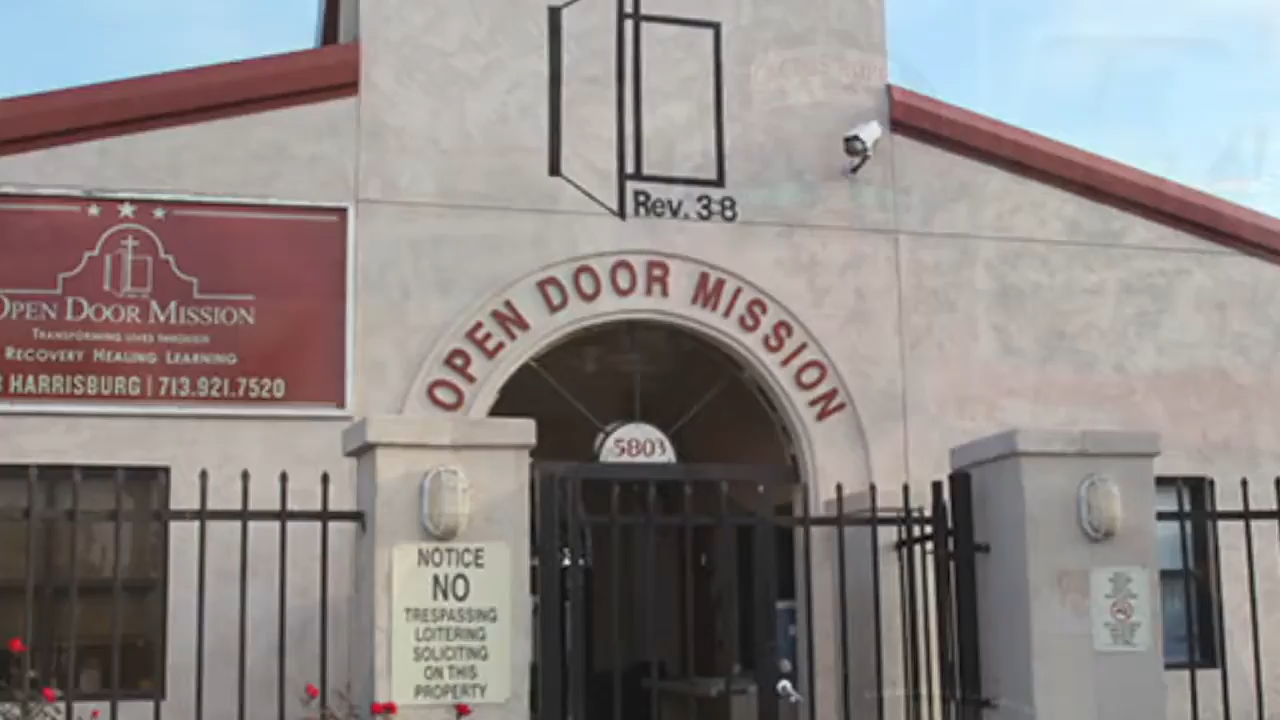 Rev. 3-8
OPEN DOOR MISSION
OPEN DOOR MISSION
TRANSFORMING LIVES THROUGH
RECOVERY HEALING LEARNING
HARRISBURG | 713.921.7520
5803
NOTICE
NO
TRESPASSING
LOITERING
SOLICITING
ON THIS
PROPERTY